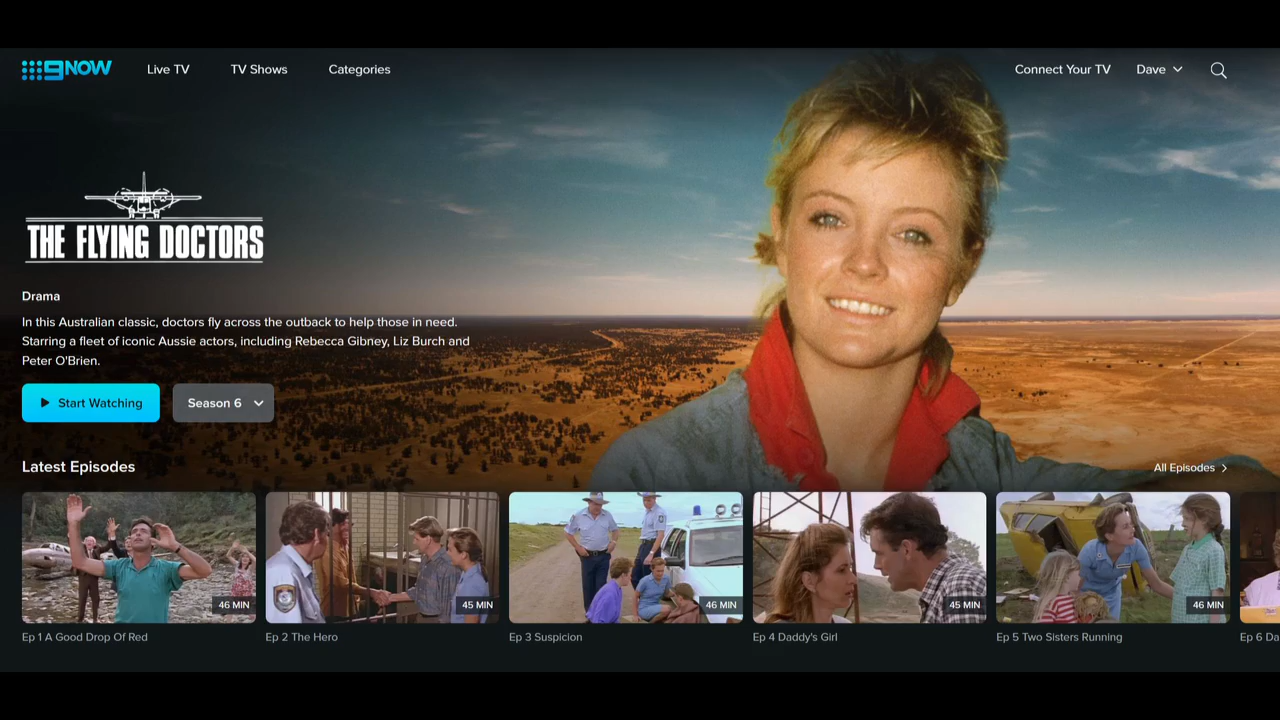 9NOW
Live TV
TV Shows
Categories
Connect Your TV
Dave
THE FLYING DOCTORS
Drama
In this Australian classic, doctors fly across the outback to help those in need.
Starring a fleet of iconic Aussie actors, including Rebecca Gibney, Liz Burch and
Peter O'Brien.
Start Watching
Season 6
Latest Episodes
All Episodes
46 MIN
45 MIN
46 MIN
45 MIN
46 MIN
Ep 1 A Good Drop Of Red
Ep 2 The Hero
Ep 3 Suspicion
Ep 4 Daddy's Girl
Ep 5 Two Sisters Running
Ep 6 Da